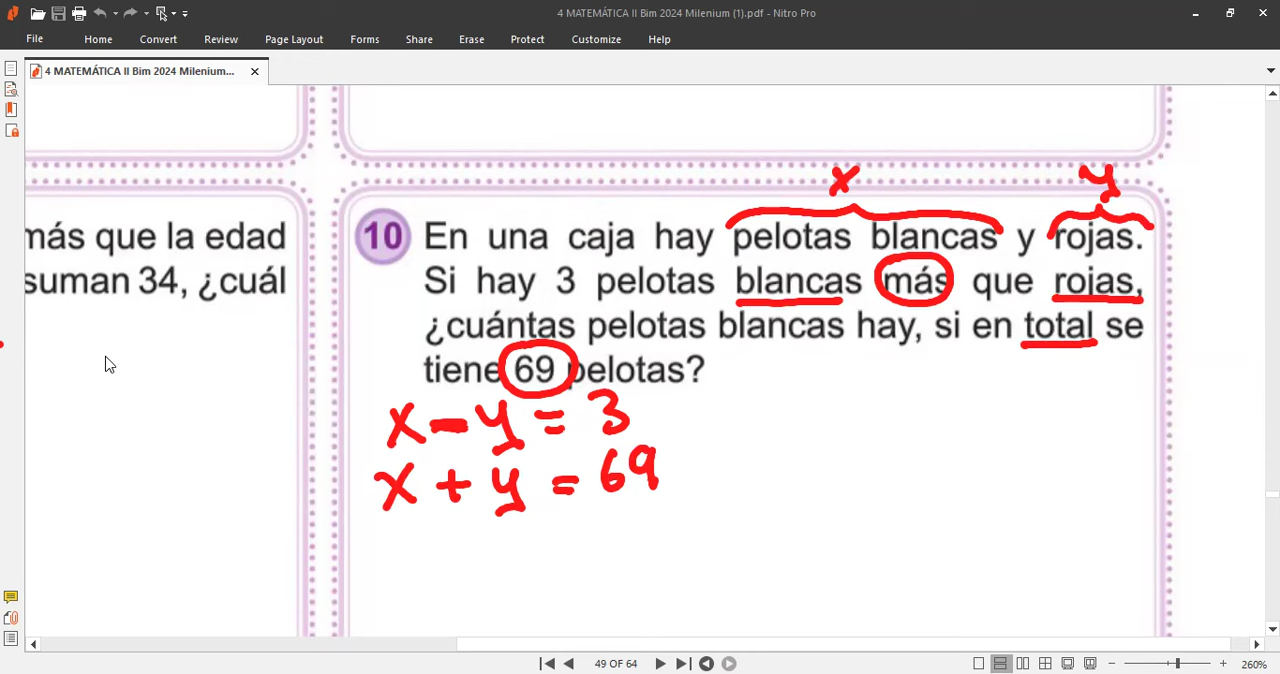 4 MATEMÁTICA II Bim 2024 Milenium (1).pdf - Nitro Pro
File Home Convert Review Page Layout Forms Share Erase Protect Customize Help
4 MATEMÁTICA II Bim 2024 Milenium...
x y
más que la edad
suman 34, ¿cuál
10 En una caja hay pelotas blancas y rojas.
Si hay 3 pelotas blancas más que rojas,
¿cuántas pelotas blancas hay, si en total se
tiene 69 pelotas?
x - y = 3
x + y = 69
49 OF 64
260%